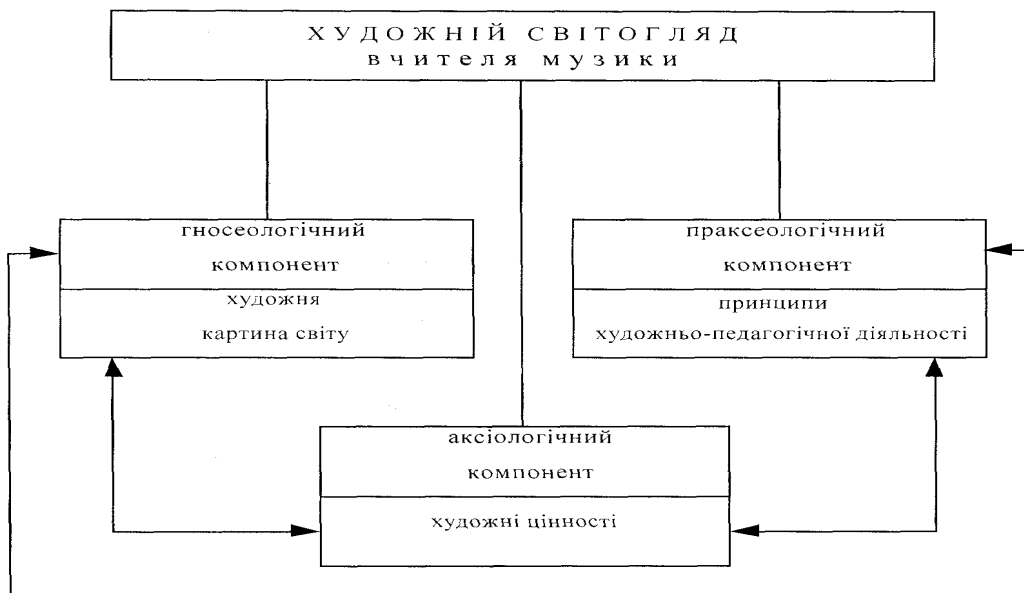 ХУДОЖНІЙ СВІТОГЛЯД
вчителя музики
гносеологічний
компонент
художня
картина світу
праксеологічний
компонент
принципи
художньо-педагогічної діяльності
аксіологічний
компонент
художні цінності